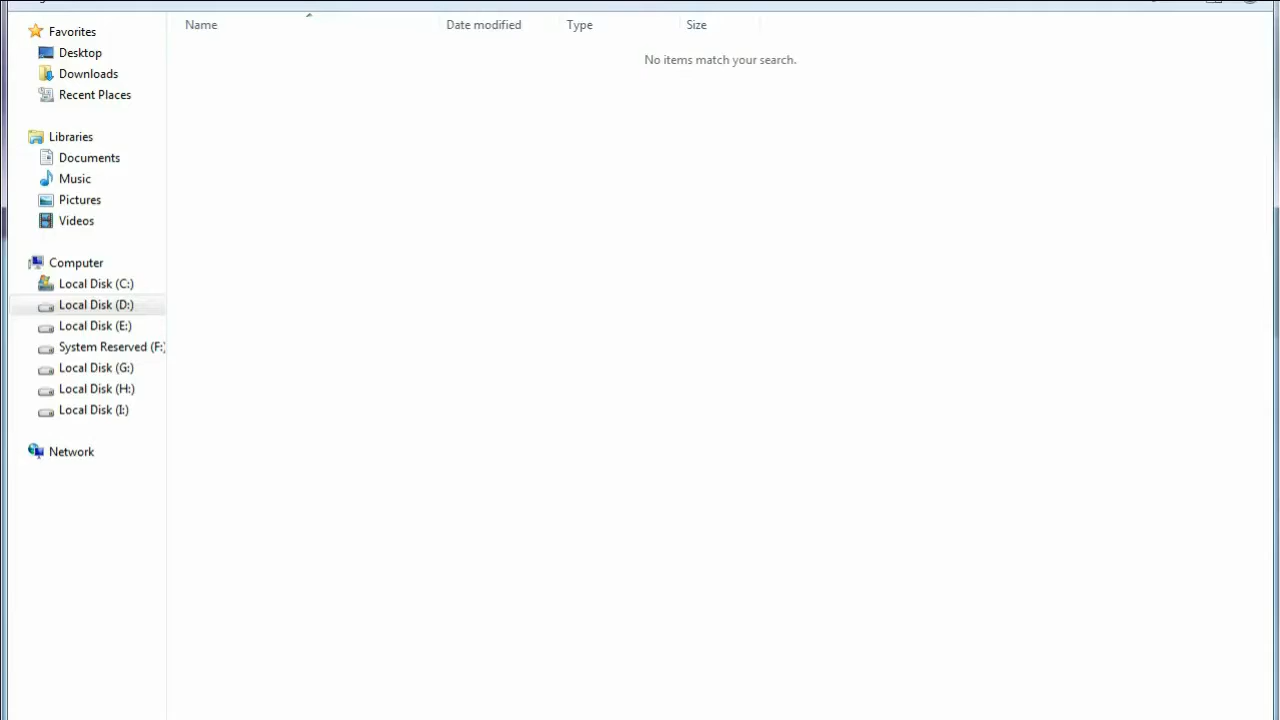 Name Date modified Type Size
No items match your search.
Favorites
Desktop
Downloads
Recent Places
Libraries
Documents
Music
Pictures
Videos
Computer
Local Disk (C:)
Local Disk (D:)
Local Disk (E:)
System Reserved (F:)
Local Disk (G:)
Local Disk (H:)
Local Disk (I:)
Network